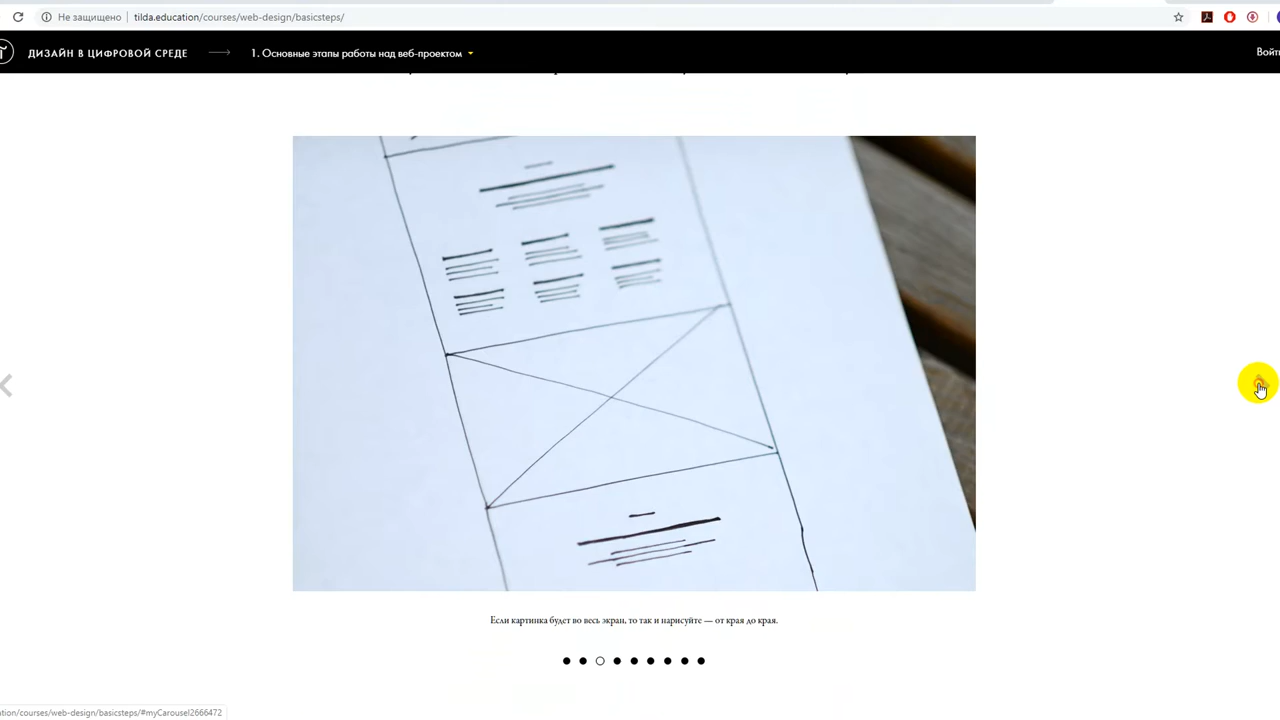 Не защищено
tilda.education/courses/web-design/basicsteps/
ДИЗАЙН В ЦИФРОВОЙ СРЕДЕ
1. Основные этапы работы над веб-проектом
Если картинка будет во весь экран, то так и нарисуйте — от края до края.
ation/courses/web-design/basicsteps/#myCarousel2666472